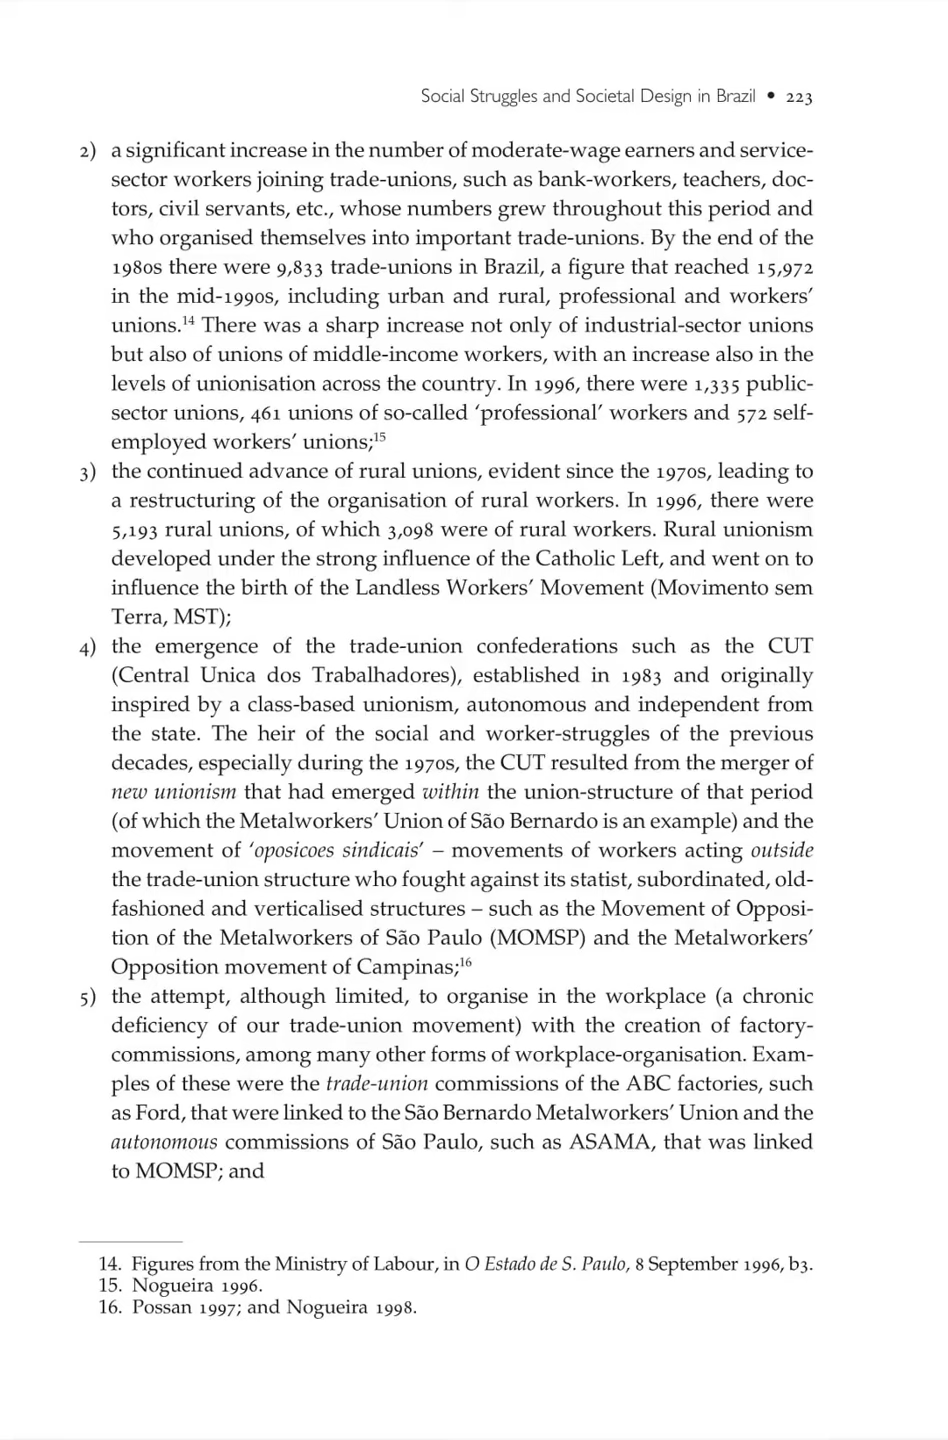 Social Struggles and Societal Design in Brazil • 223
2) a significant increase in the number of moderate-wage earners and service-
sector workers joining trade-unions, such as bank-workers, teachers, doc-
tors, civil servants, etc., whose numbers grew throughout this period and
who organised themselves into important trade-unions. By the end of the
1980s there were 9,833 trade-unions in Brazil, a figure that reached 15,972
in the mid-1990s, including urban and rural, professional and workers’
unions.14 There was a sharp increase not only of industrial-sector unions
but also of unions of middle-income workers, with an increase also in the
levels of unionisation across the country. In 1996, there were 1,335 public-
sector unions, 461 unions of so-called ‘professional’ workers and 572 self-
employed workers’ unions;15
3) the continued advance of rural unions, evident since the 1970s, leading to
a restructuring of the organisation of rural workers. In 1996, there were
5,193 rural unions, of which 3,098 were of rural workers. Rural unionism
developed under the strong influence of the Catholic Left, and went on to
influence the birth of the Landless Workers’ Movement (Movimento sem
Terra, MST);
4) the emergence of the trade-union confederations such as the CUT
(Central Unica dos Trabalhadores), established in 1983 and originally
inspired by a class-based unionism, autonomous and independent from
the state. The heir of the social and worker-struggles of the previous
decades, especially during the 1970s, the CUT resulted from the merger of
new unionism that had emerged within the union-structure of that period
(of which the Metalworkers’ Union of São Bernardo is an example) and the
movement of ‘oposicoes sindicais’ – movements of workers acting outside
the trade-union structure who fought against its statist, subordinated, old-
fashioned and verticalised structures – such as the Movement of Opposi-
tion of the Metalworkers of São Paulo (MOMSP) and the Metalworkers’
Opposition movement of Campinas;16
5) the attempt, although limited, to organise in the workplace (a chronic
deficiency of our trade-union movement) with the creation of factory-
commissions, among many other forms of workplace-organisation. Exam-
ples of these were the trade-union commissions of the ABC factories, such
as Ford, that were linked to the São Bernardo Metalworkers’ Union and the
autonomous commissions of São Paulo, such as ASAMA, that was linked
to MOMSP; and
14. Figures from the Ministry of Labour, in O Estado de S. Paulo, 8 September 1996, b3.
15. Nogueira 1996.
16. Possan 1997; and Nogueira 1998.